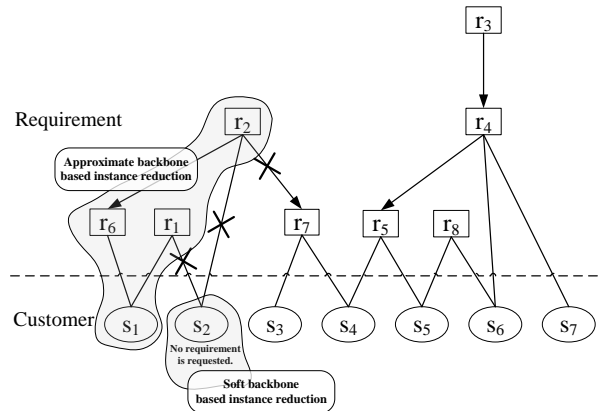 r3
Requirement
r2
r4
Approximate backbone
based instance reduction
r6
r1
r7
r5
r8
Customer
s1
s2
s3
s4
s5
s6
s7
No requirement
is requested.
Soft backbone
based instance reduction